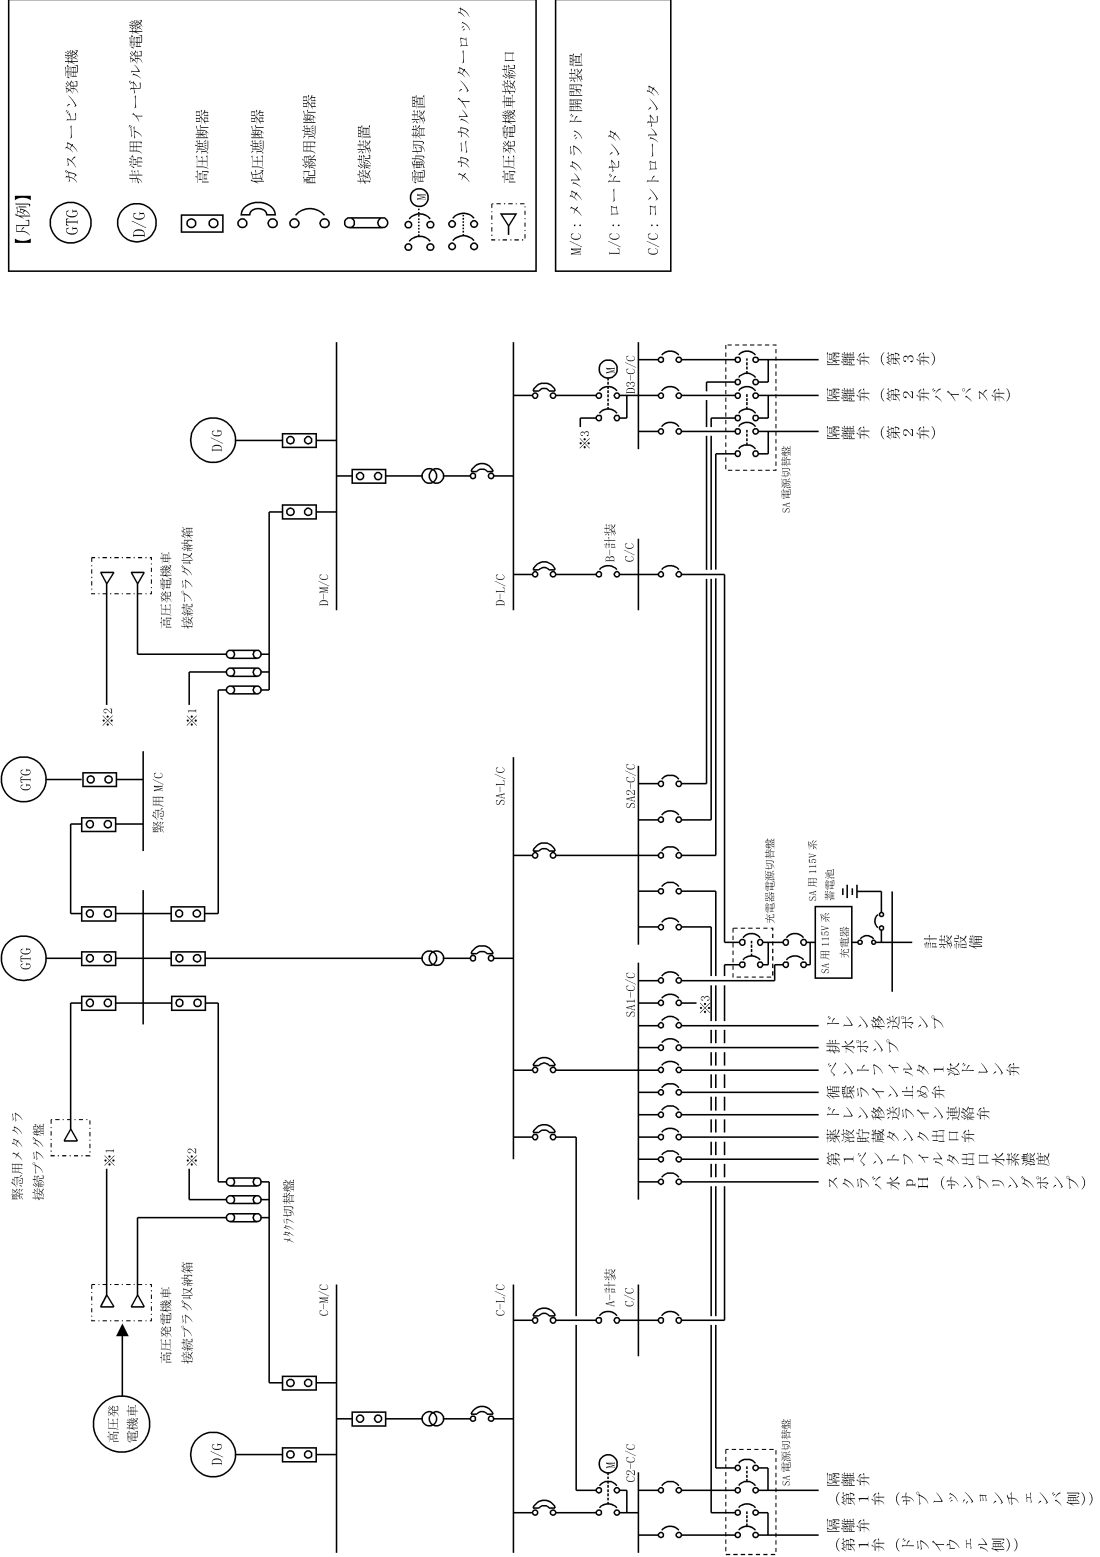 【凡例】
GTG
ガスタービン発電機
D/G
非常用ディーゼル発電機
高圧遮断器
低圧遮断器
配線用遮断器
接続装置
M
電動切替装置
メカニカルインターロック
高圧発電機車接続口
M/C：メタルクラッド開閉装置
L/C：ロードセンタ
C/C：コントロールセンタ
高圧発
電機車
高圧発電機車
接続プラグ収納箱
※1
緊急用メタクラ
接続プラグ盤
GTG
GTG
緊急用 M/C
※2
高圧発電機車
接続プラグ収納箱
※2
※1
メタクラ切替盤
D/G
D/G
C-M/C
D-M/C
C-L/C
SA-L/C
D-L/C
M
C2-C/C
A-計装
C/C
SA1-C/C
SA2-C/C
B-計装
C/C
※3
M
D3-C/C
※3
SA 電源切替盤
充電器電源切替盤
SA 用 115V 系
蓄電池
SA 用 115V 系
充電器
SA 電源切替盤
隔離弁
（第１弁（ドライウェル側））
隔離弁
（第１弁（サプレッションチェンバ側））
スクラバ水ｐＨ（サンプリングポンプ）
第１ベントフィルタ出口水素濃度
薬液貯蔵タンク出口弁
ドレン移送ライン連絡弁
循環ライン止め弁
ベントフィルタ１次ドレン弁
排水ポンプ
ドレン移送ポンプ
計装設備
隔離弁（第２弁）
隔離弁（第２弁バイパス弁）
隔離弁（第３弁）